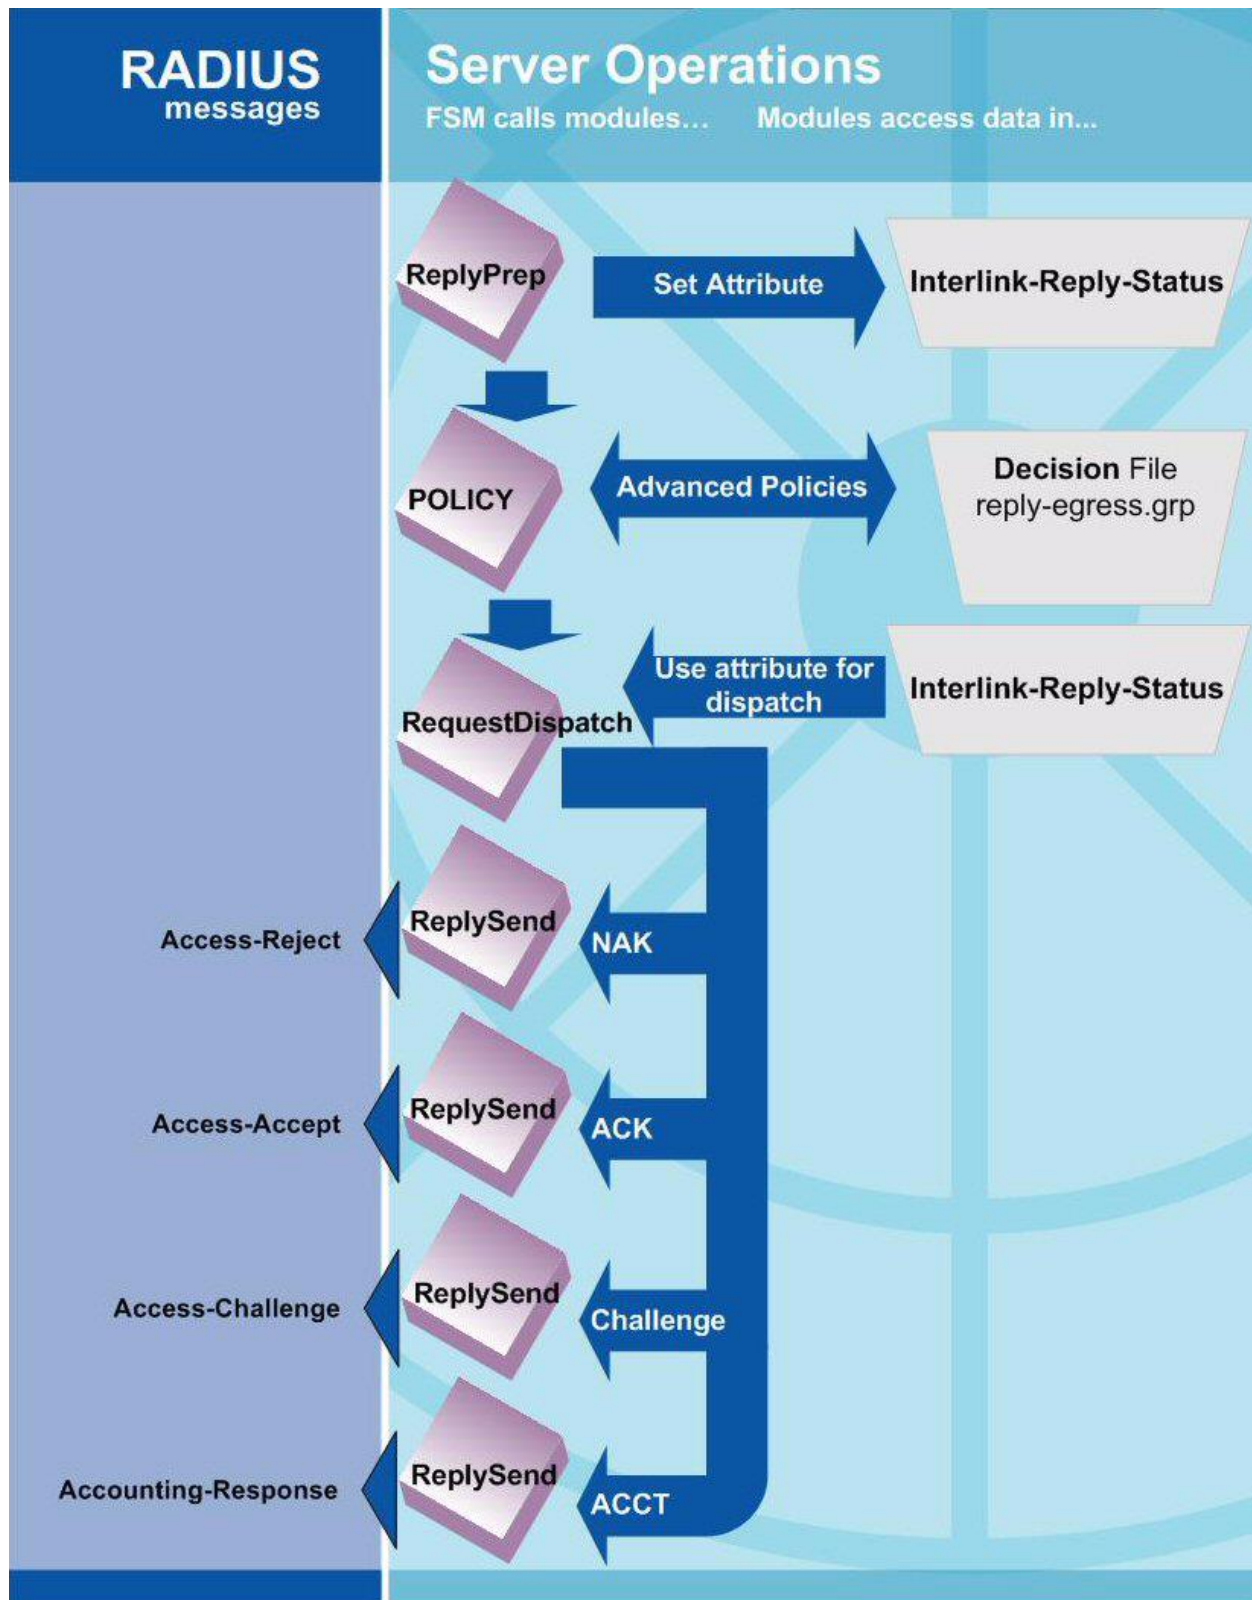 RADIUS
messages
Server Operations
FSM calls modules… Modules access data in...
ReplyPrep
Set Attribute
Interlink-Reply-Status
POLICY
Advanced Policies
Decision File
reply-egress.grp
RequestDispatch
Use attribute for
dispatch
Interlink-Reply-Status
Access-Reject
ReplySend
NAK
Access-Accept
ReplySend
ACK
Access-Challenge
ReplySend
Challenge
Accounting-Response
ReplySend
ACCT